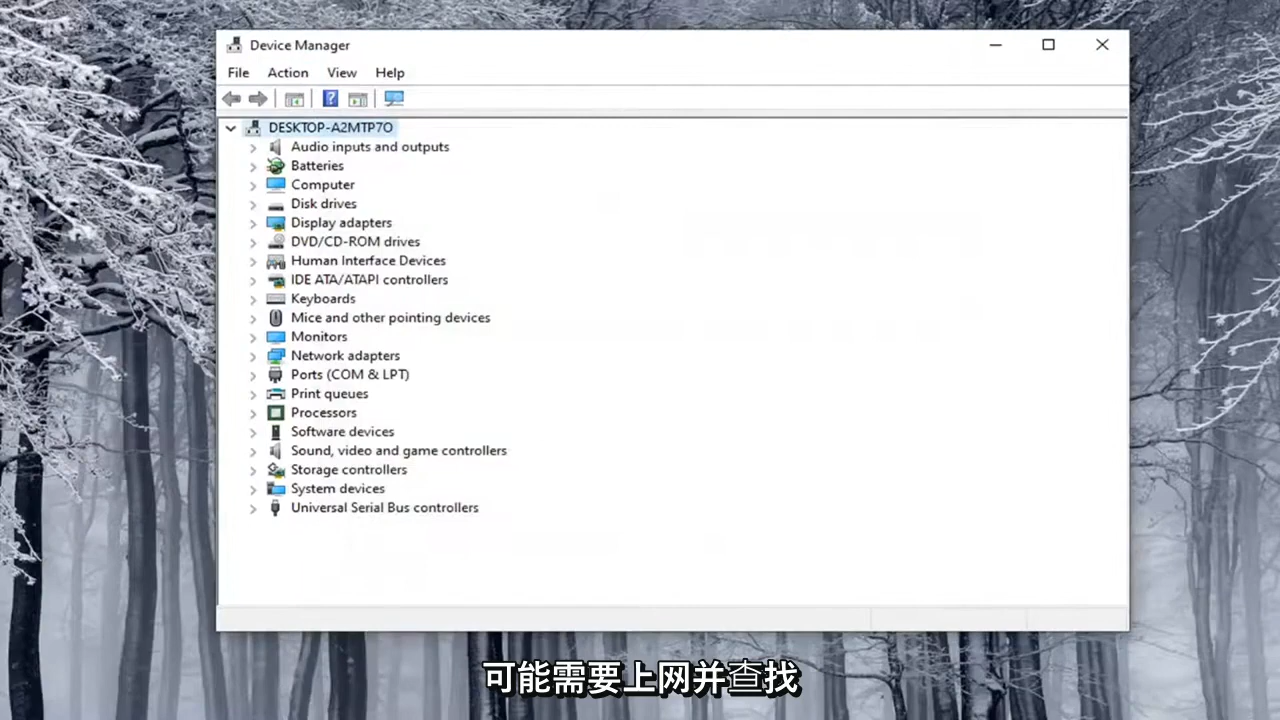 Device Manager
File Action View Help
DESKTOP-A2MTP7O
Audio inputs and outputs
Batteries
Computer
Disk drives
Display adapters
DVD/CD-ROM drives
Human Interface Devices
IDE ATA/ATAPI controllers
Keyboards
Mice and other pointing devices
Monitors
Network adapters
Ports (COM & LPT)
Print queues
Processors
Software devices
Sound, video and game controllers
Storage controllers
System devices
Universal Serial Bus controllers
可能需要上网并查找